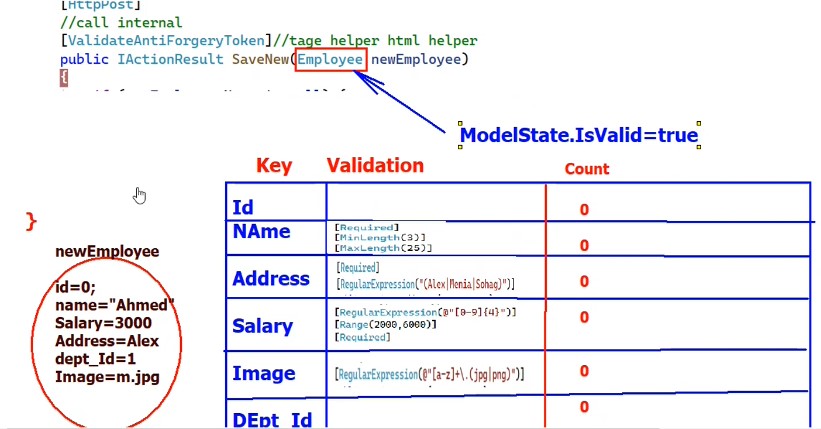 [HttpPost]
//call internal
[ValidateAntiForgeryToken]//tage helper html helper
public IActionResult SaveNew(Employee newEmployee)
{
ModelState.IsValid=true
Key Validation Count
Id 0
NAme [Required] 0
[MinLength(3)]
[MaxLength(25)]
Address [Required] 0
[RegularExpression("(Alex|Menia|Sohag)")]
Salary [RegularExpression(@"[0-9]{4}")] 0
[Range(2000,6000)]
[Required]
Image [RegularExpression(@"[a-z]+\.(jpg|png)")] 0
DEpt_Id 0
}
newEmployee
id=0;
name="Ahmed"
Salary=3000
Address=Alex
dept_Id=1
Image=m.jpg